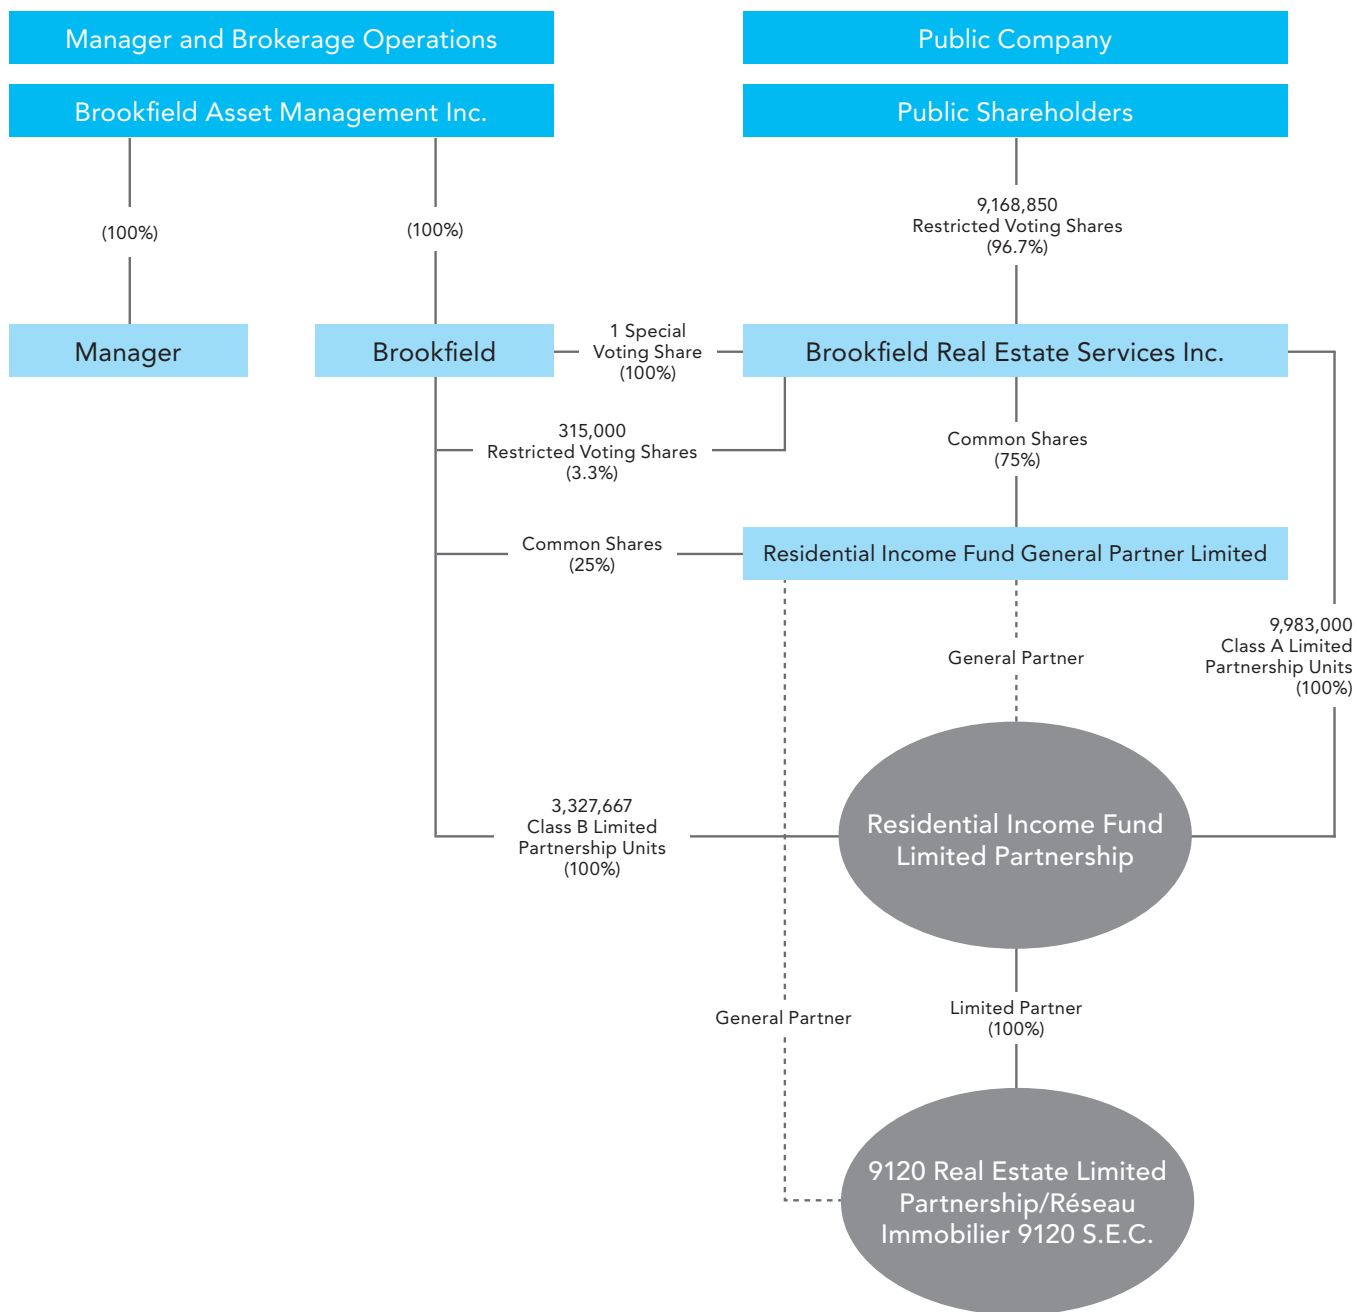 Manager and Brokerage Operations
Public Company
Brookfield Asset Management Inc.
Public Shareholders
(100%)
(100%)
9,168,850
Restricted Voting Shares
(96.7%)
Manager
Brookfield
1 Special
Voting Share
(100%)
Brookfield Real Estate Services Inc.
315,000
Restricted Voting Shares
(3.3%)
Common Shares
(75%)
Common Shares
(25%)
Residential Income Fund General Partner Limited
9,983,000
Class A Limited
Partnership Units
(100%)
General Partner
3,327,667
Class B Limited
Partnership Units
(100%)
Residential Income Fund
Limited Partnership
General Partner
Limited Partner
(100%)
9120 Real Estate Limited
Partnership/Réseau
Immobilier 9120 S.E.C.